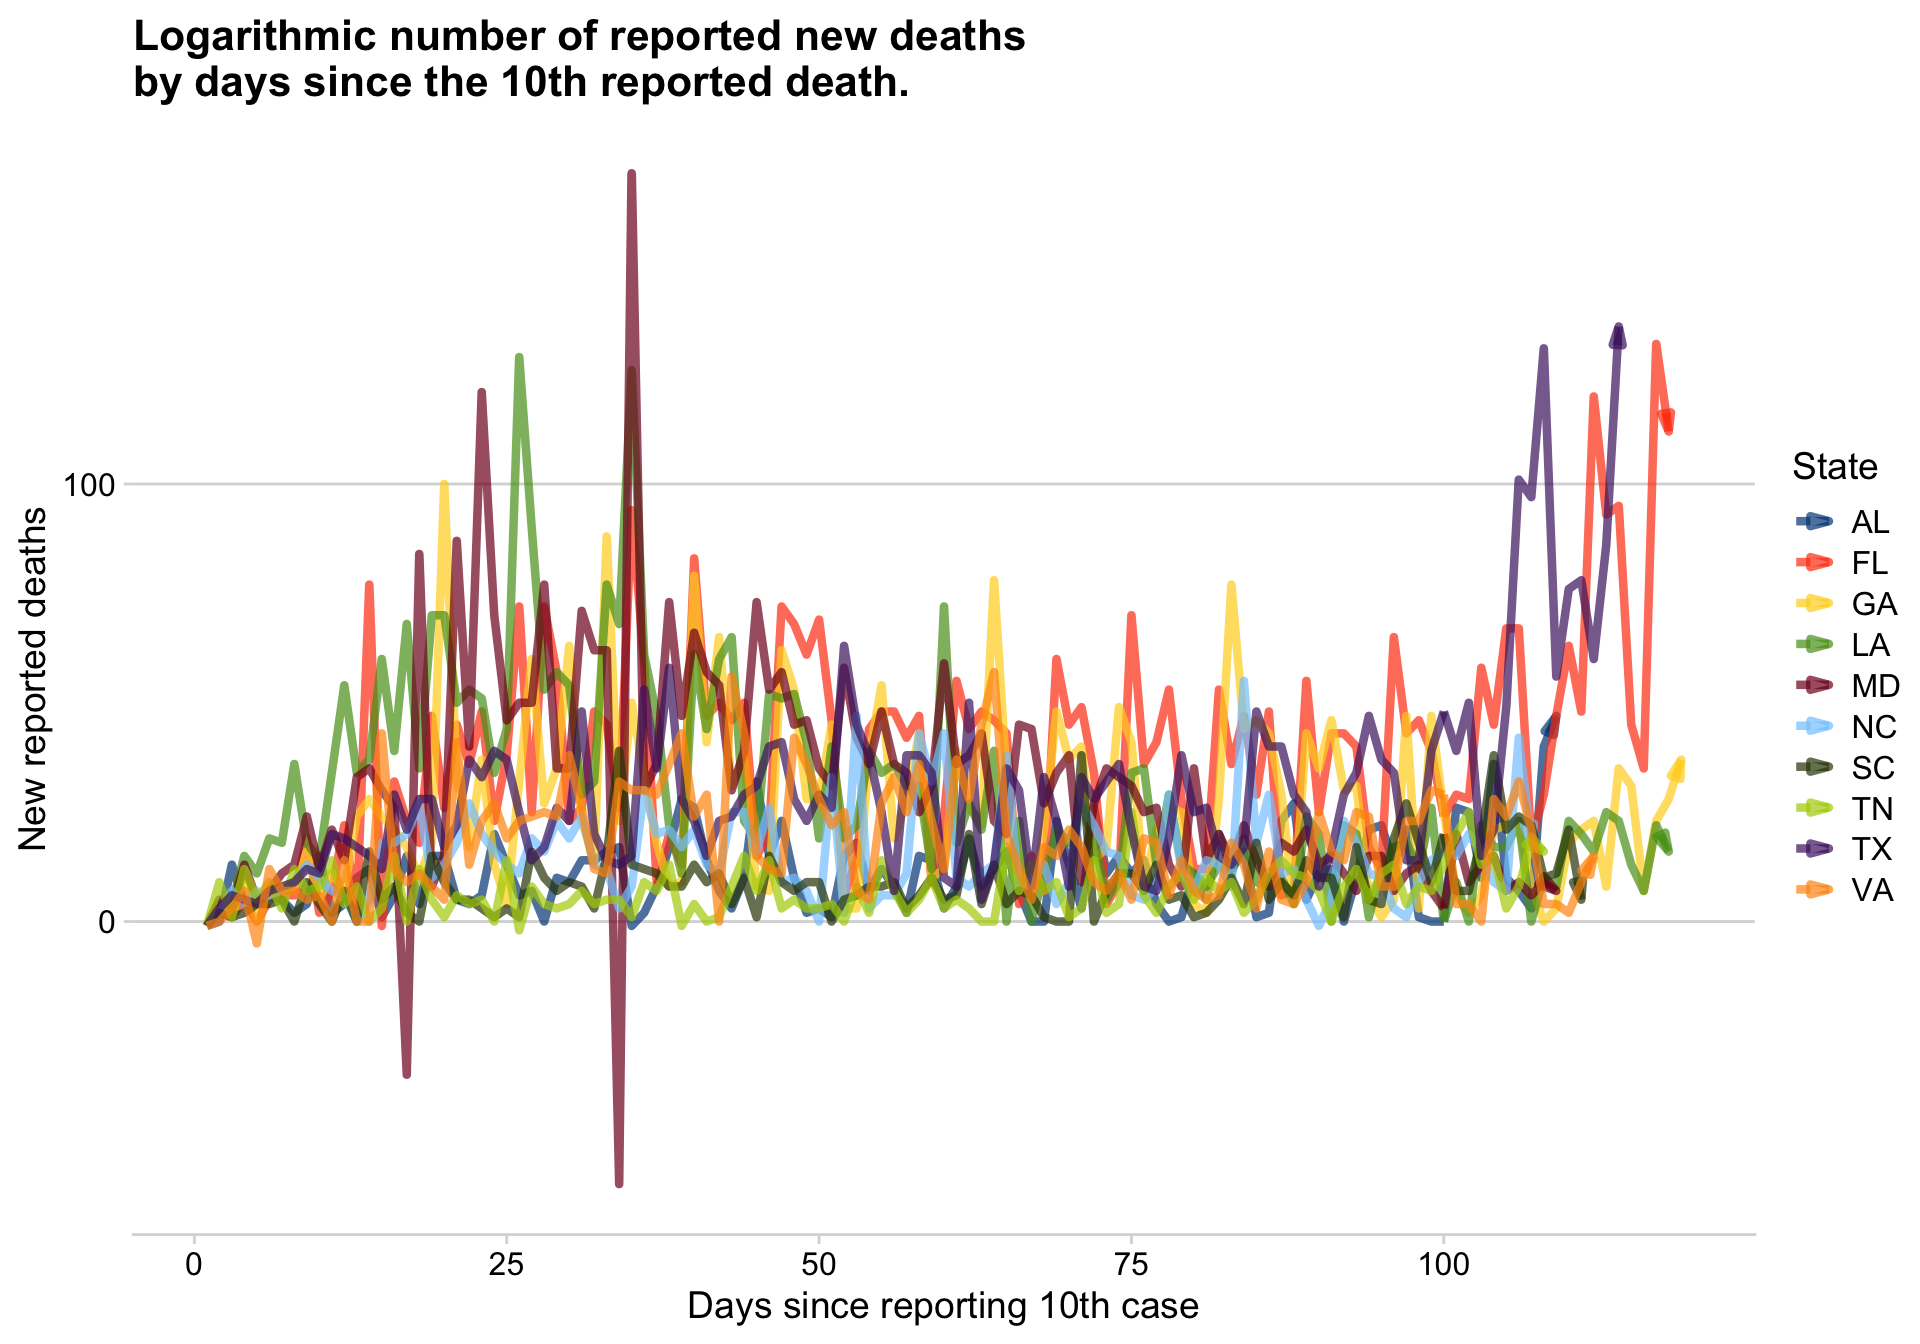 Logarithmic number of reported new deaths
by days since the 10th reported death.
New reported deaths
100
0
0
25
50
75
100
Days since reporting 10th case
State
AL
FL
GA
LA
MD
NC
SC
TN
TX
VA